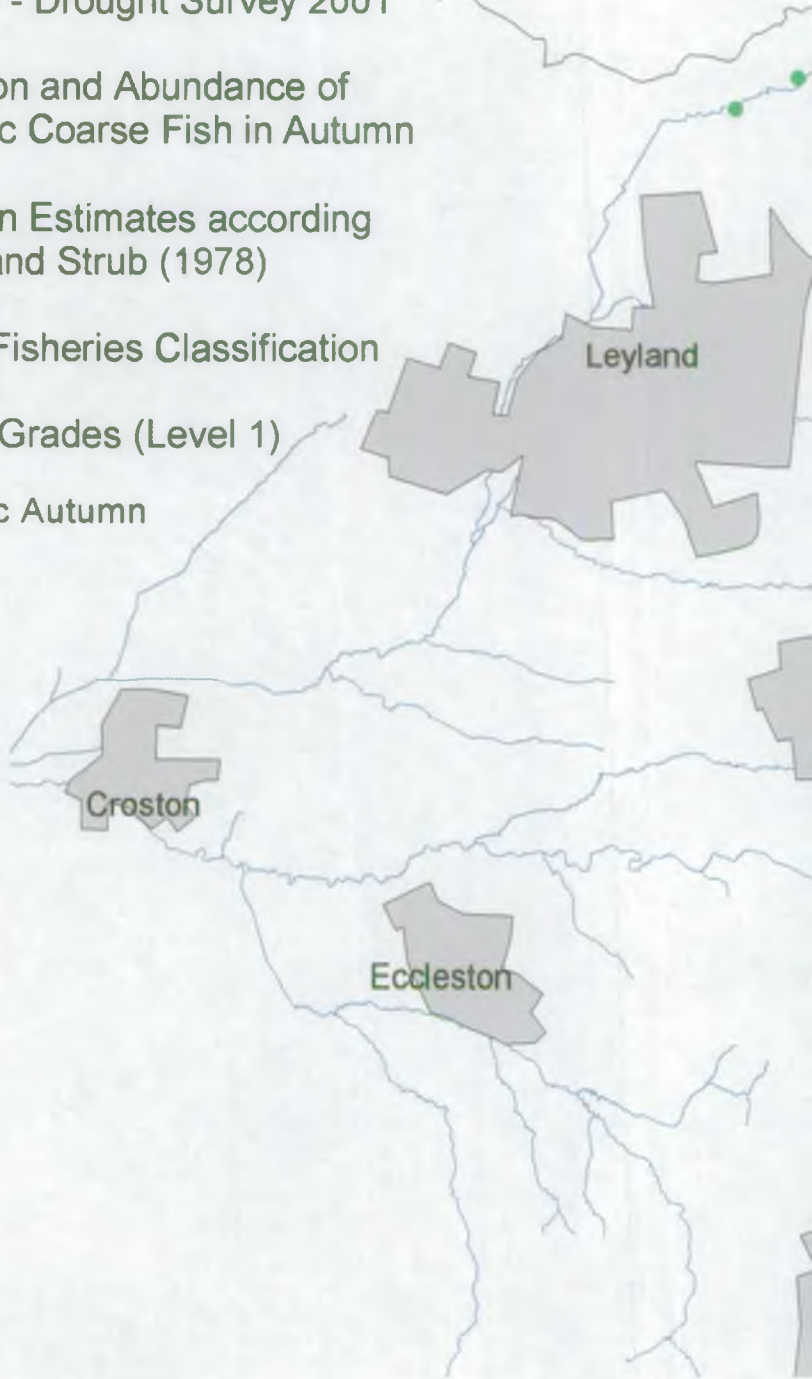 - Drought Survey 2001
on and Abundance of
c Coarse Fish in Autumn
n Estimates according
and Strub (1978)
Fisheries Classification
Grades (Level 1)
c Autumn
Leyland
Croston
Eccleston